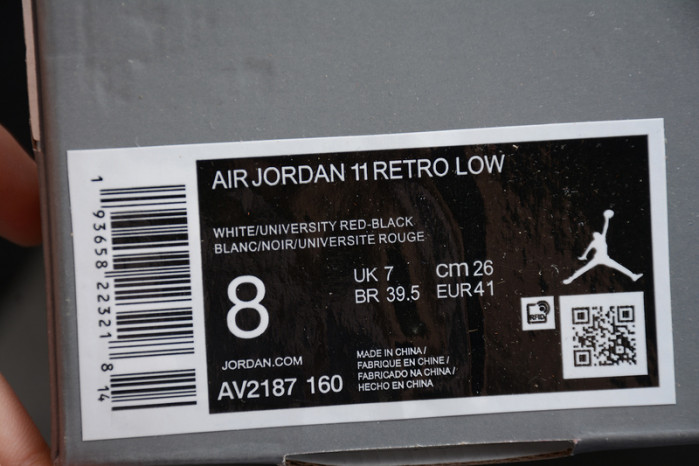 AIR JORDAN 11 RETRO LOW
WHITE/UNIVERSITY RED-BLACK
BLANC/NOIR/UNIVERSITE ROUGE
8
UK 7 cm 26
BR 39.5 EUR 41
RFID
JORDAN.COM
AV2187 160
MADE IN CHINA /
FABRIQUE EN CHINE /
FABRICADO NA CHINA /
HECHO EN CHINA
1 93658 22321 8 14